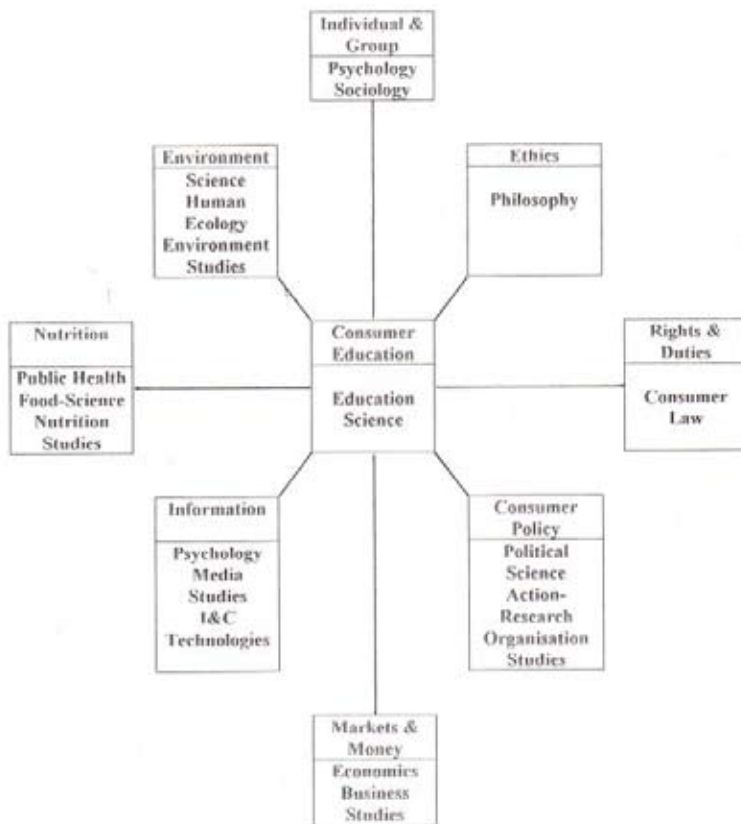 Individual &
Group
Psychology
Sociology
Environment
Science
Human
Ecology
Environment
Studies
Ethics
Philosophy
Nutrition
Public Health
Food-Science
Nutrition
Studies
Consumer
Education
Education
Science
Rights &
Duties
Consumer
Law
Information
Psychology
Media
Studies
I&C
Technologies
Consumer
Policy
Political
Science
Action-
Research
Organisation
Studies
Markets &
Money
Economics
Business
Studies